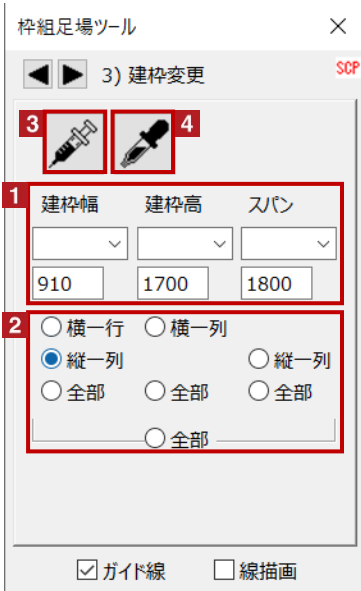 枠組足場ツール
3) 建枠変更
SCP
3
4
1
建枠幅 建枠高 スパン
910 1700 1800
2
横一行 横一列
縦一列 縦一列
全部 全部 全部
全部
ガイド線 線描画